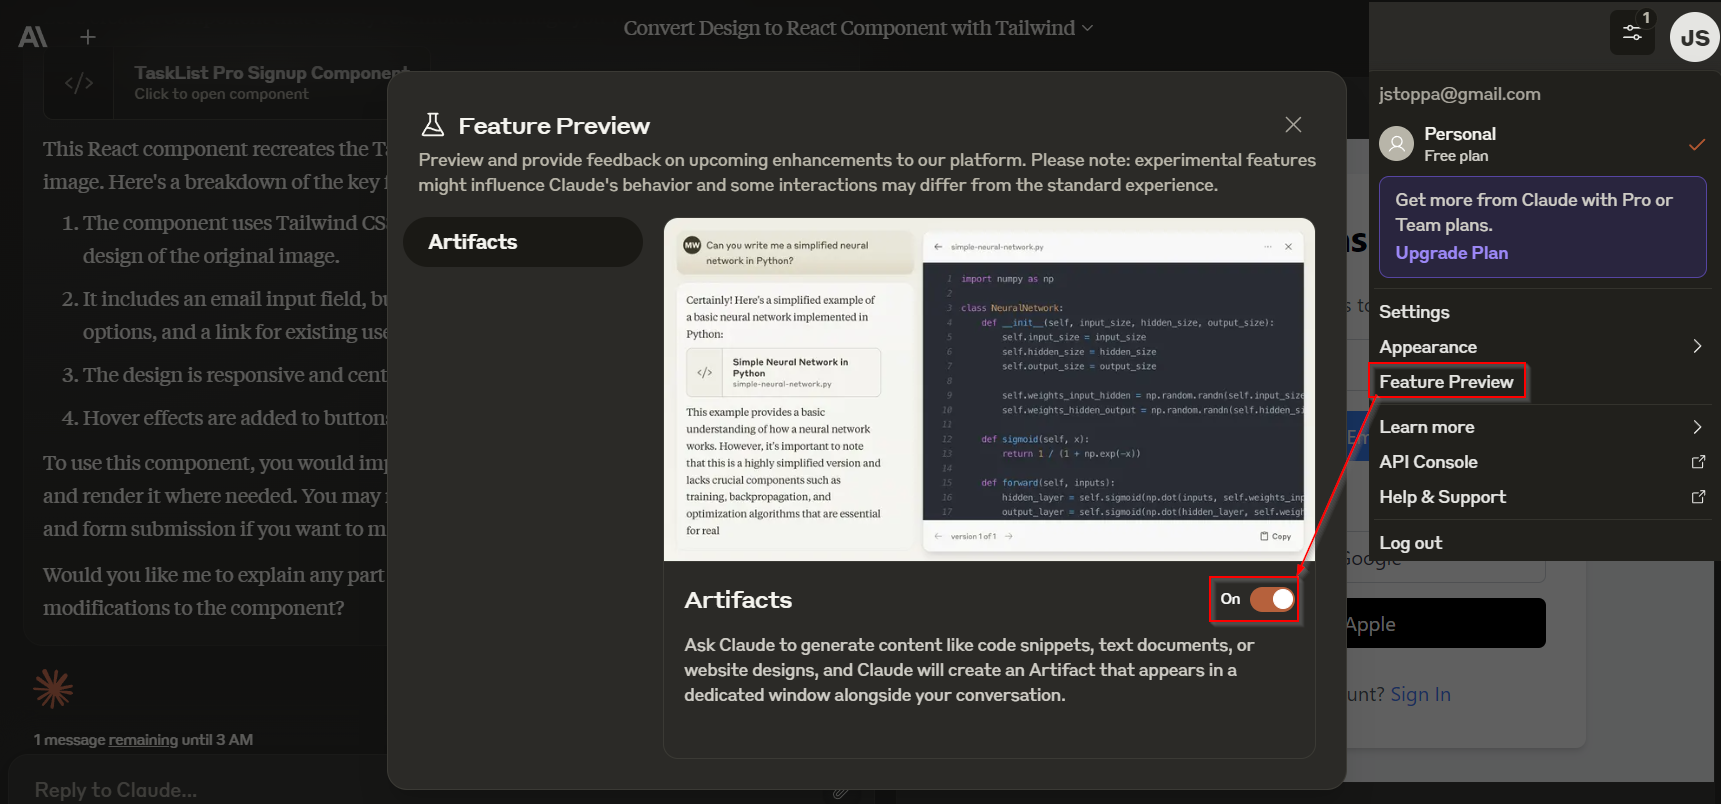 Convert Design to React Component with Tailwind
1
JS
TaskList Pro Signup Component
Click to open component
This React component recreates the
image. Here's a breakdown of the key
1. The component uses Tailwind
design of the original image.
2. It includes an email input field,
options, and a link for existing
3. The design is responsive and
4. Hover effects are added to
To use this component, you would
and render it where needed. You may
and form submission if you want to
Would you like me to explain any part
modifications to the component?
1 message remaining until 3 AM
Reply to Claude...
Feature Preview
Preview and provide feedback on upcoming enhancements to our platform. Please note: experimental features
might influence Claude's behavior and some interactions may differ from the standard experience.
Artifacts
MW
Can you write me a simplified neural
network in Python?
Certainly! Here's a simplified example of
a basic neural network implemented in
Python:
</>
Simple Neural Network in
Python
simple-neural-network.py
This example provides a basic
understanding of how a neural network
works. However, it's important to note
that this is a highly simplified version and
lacks crucial components such as
training, backpropagation, and
optimization algorithms that are essential
for real
simple-neural-network.py
1 import numpy as np
2
3 class NeuralNetwork:
4 def __init__(self, input_size, hidden_size, output_size):
5 self.input_size = input_size
6 self.hidden_size = hidden_size
7 self.output_size = output_size
8
9 self.weights_input_hidden = np.random.randn(self.input_size
10 self.weights_hidden_output = np.random.randn(self.hidden_si
11
12 def sigmoid(self, x):
13 return 1 / (1 + np.exp(-x))
14
15 def forward(self, inputs):
16 hidden_layer = self.sigmoid(np.dot(inputs, self.weights_inp
17 output_layer = self.sigmoid(np.dot(hidden_layer, self.weigh
version 1 of 1
Copy
Artifacts
On
Ask Claude to generate content like code snippets, text documents, or
website designs, and Claude will create an Artifact that appears in a
dedicated window alongside your conversation.
jstoppa@gmail.com
Personal
Free plan
Get more from Claude with Pro or
Team plans.
Upgrade Plan
Settings
Appearance
Feature Preview
Learn more
API Console
Help & Support
Log out
Google
Apple
unt? Sign In